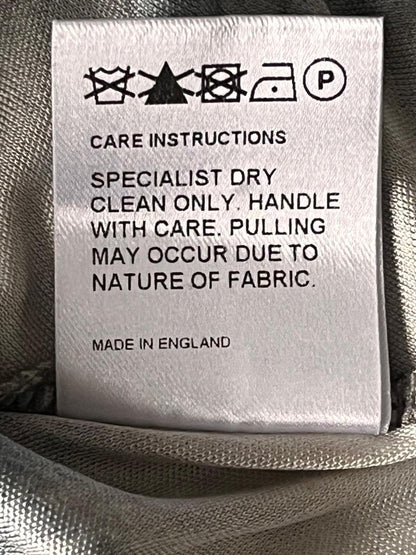 P
CARE INSTRUCTIONS
SPECIALIST DRY
CLEAN ONLY. HANDLE
WITH CARE. PULLING
MAY OCCUR DUE TO
NATURE OF FABRIC.
MADE IN ENGLAND